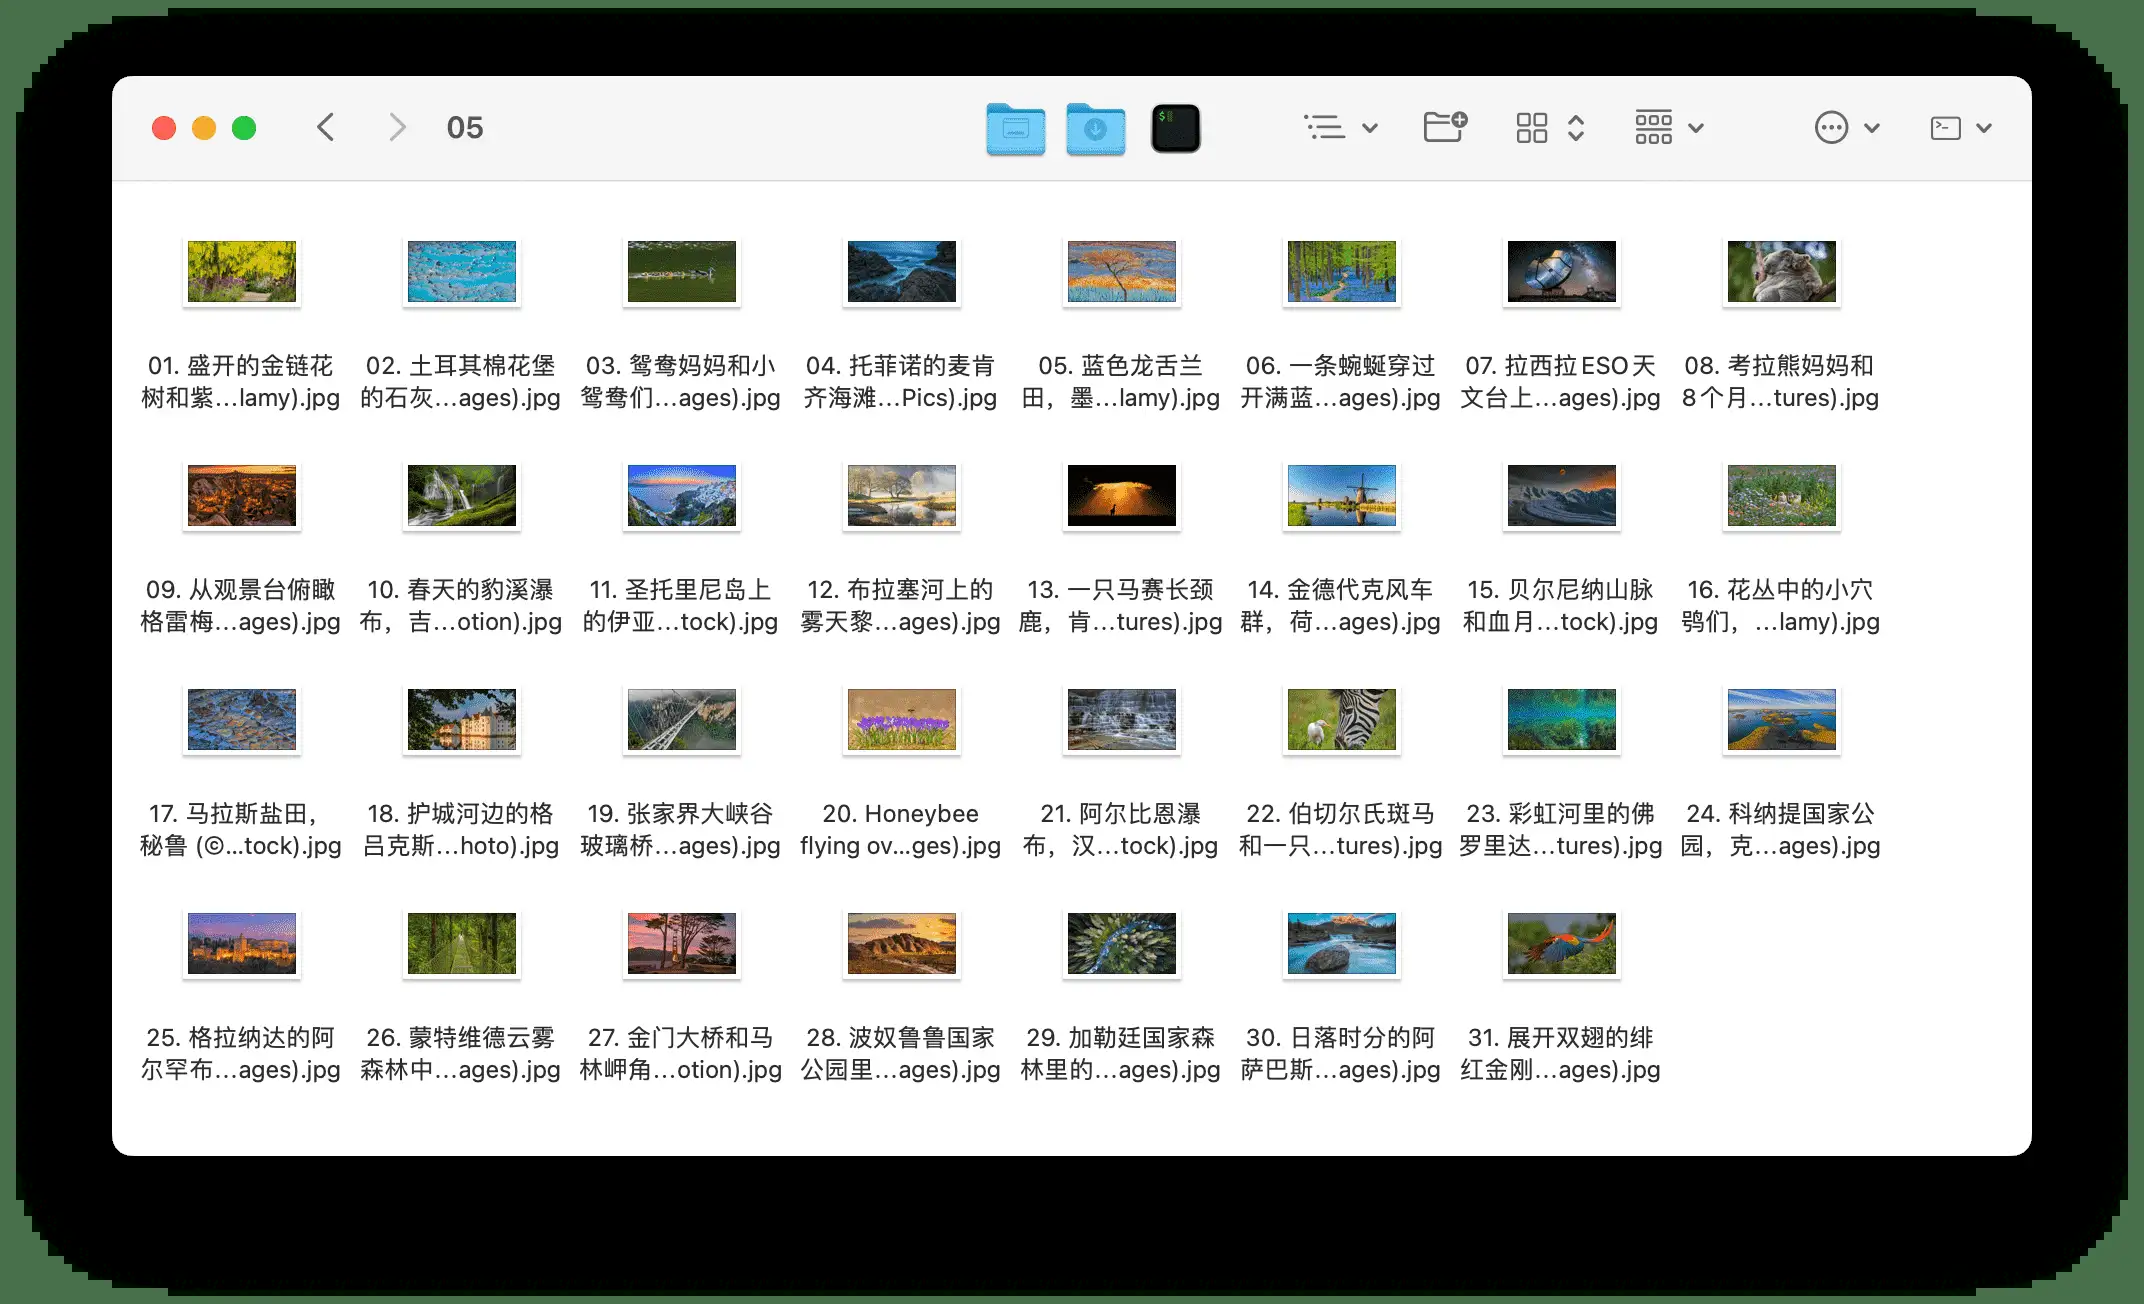 05
01. 盛开的金链花
树和紫…lamy).jpg
02. 土耳其棉花堡
的石灰…ages).jpg
03. 鸳鸯妈妈和小
鸳鸯们…ages).jpg
04. 托菲诺的麦肯
齐海滩…Pics).jpg
05. 蓝色龙舌兰
田，墨…lamy).jpg
06. 一条蜿蜒穿过
开满蓝…ages).jpg
07. 拉西拉ESO天
文台上…ages).jpg
08. 考拉熊妈妈和
8个月…tures).jpg
09. 从观景台俯瞰
格雷梅…ages).jpg
10. 春天的豹溪瀑
布，吉…otion).jpg
11. 圣托里尼岛上
的伊亚…tock).jpg
12. 布拉塞河上的
雾天黎…ages).jpg
13. 一只马赛长颈
鹿，肯…tures).jpg
14. 金德代克风车
群，荷…ages).jpg
15. 贝尔尼纳山脉
和血月…tock).jpg
16. 花丛中的小穴
鸮们，…lamy).jpg
17. 马拉斯盐田，
秘鲁 (©…tock).jpg
18. 护城河边的格
吕克斯…hoto).jpg
19. 张家界大峡谷
玻璃桥…ages).jpg
20. Honeybee
flying ov…ges).jpg
21. 阿尔比恩瀑
布，汉…tock).jpg
22. 伯切尔氏斑马
和一只…tures).jpg
23. 彩虹河里的佛
罗里达…tures).jpg
24. 科纳提国家公
园，克…ages).jpg
25. 格拉纳达的阿
尔罕布…ages).jpg
26. 蒙特维德云雾
森林中…ages).jpg
27. 金门大桥和马
林岬角…otion).jpg
28. 波奴鲁鲁国家
公园里…ages).jpg
29. 加勒廷国家森
林里的…ages).jpg
30. 日落时分的阿
萨巴斯…ages).jpg
31. 展开双翅的绯
红金刚…ages).jpg